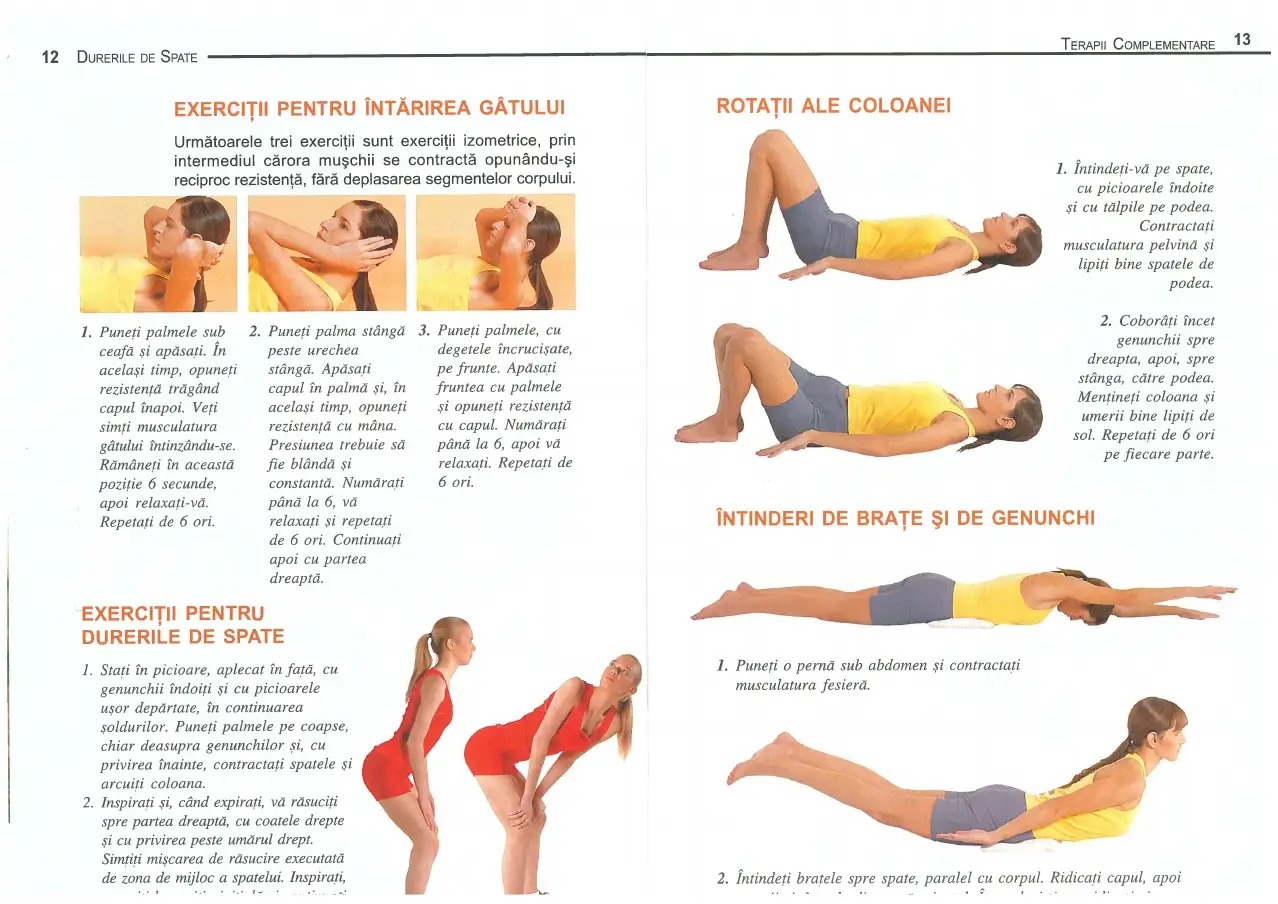 12 DURERILE DE SPATE
EXERCIȚII PENTRU ÎNTĂRIREA GÂTULUI
Următoarele trei exerciții sunt exerciții izometrice, prin
intermediul cărora mușchii se contractă opunându-și
reciproc rezistență, fără deplasarea segmentelor corpului.
1. Puneți palmele sub
ceafă și apăsați. În
același timp, opuneți
rezistență trăgând
capul înapoi. Veți
simți musculatura
gâtului întinzându-se.
Rămâneți în această
poziție 6 secunde,
apoi relaxați-vă.
Repetați de 6 ori.
2. Puneți palma stângă
peste urechea
stângă. Apăsați
capul în palmă și, în
același timp, opuneți
rezistență cu mâna.
Presiunea trebuie să
fie blândă și
constantă. Numărați
până la 6, vă
relaxați și repetați
de 6 ori. Continuați
apoi cu partea
dreaptă.
3. Puneți palmele, cu
degetele încrucișate,
pe frunte. Apăsați
fruntea cu palmele
și opuneți rezistență
cu capul. Numărați
până la 6, apoi vă
relaxați. Repetați de
6 ori.
EXERCIȚII PENTRU
DURERILE DE SPATE
1. Stați în picioare, aplecat în față, cu
genunchii îndoiți și cu picioarele
ușor depărtate, în continuarea
șoldurilor. Puneți palmele pe coapse,
chiar deasupra genunchilor și, cu
privirea înainte, contractați spatele și
arcuiți coloana.
2. Inspirați și, când expirați, vă răsuciți
spre partea dreaptă, cu coatele drepte
și cu privirea peste umărul drept.
Simțiți mișcarea de răsucire executată
de zona de mijloc a spatelui. Inspirați,
TERAPII COMPLEMENTARE 13
ROTAȚII ALE COLOANEI
1. Întindeți-vă pe spate,
cu picioarele îndoite
și cu tălpile pe podea.
Contractați
musculatura pelvină și
lipiți bine spatele de
podea.
2. Coborâți încet
genunchii spre
dreapta, apoi, spre
stânga, către podea.
Mențineți coloana și
umerii bine lipiți de
sol. Repetați de 6 ori
pe fiecare parte.
ÎNTINDERI DE BRAȚE ȘI DE GENUNCHI
1. Puneți o pernă sub abdomen și contractați
musculatura fesieră.
2. Întindeți brațele spre spate, paralel cu corpul. Ridicați capul, apoi